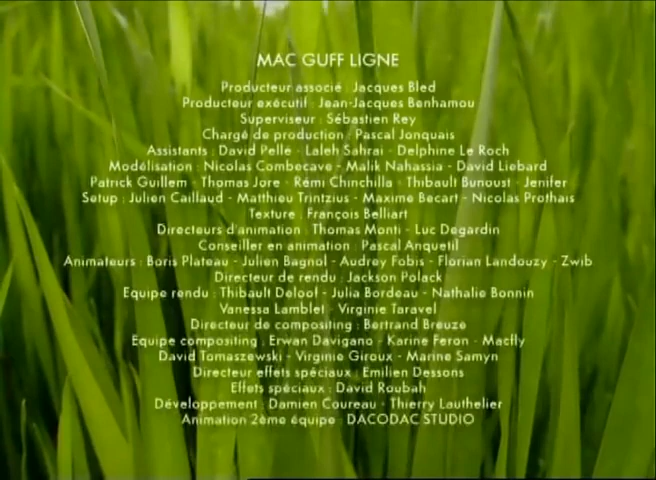 MAC GUFF LIGNE
Producteur associé : Jacques Bled
Producteur exécutif : Jean-Jacques Benhamou
Superviseur : Sébastien Rey
Chargé de production : Pascal Jonquais
Assistants : David Pellé - Laleh Sahrai - Delphine Le Roch
Modélisation : Nicolas Combecave - Malik Nahassia - David Liebard
Patrick Guillem - Thomas Jore - Rémi Chinchilla - Thibault Bunoust - Jenifer
Setup : Julien Caillaud - Matthieu Trintzius - Maxime Becart - Nicolas Prothais
Texture : François Belliart
Directeurs d'animation : Thomas Monti - Luc Degardin
Conseiller en animation : Pascal Anquetil
Animateurs : Boris Plateau - Julien Bagnol - Audrey Fobis - Florian Landouzy - Zwib
Directeur de rendu : Jackson Polack
Equipe rendu : Thibault Deloof - Julia Bordeau - Nathalie Bonnin
Vanessa Lamblet - Virginie Taravel
Directeur de compositing : Bertrand Breuze
Equipe compositing : Erwan Davigano - Karine Feron - Macfly
David Tomaszewski - Virginie Giroux - Marine Samyn
Directeur effets spéciaux : Emilien Dessons
Effets spéciaux : David Roubah
Développement : Damien Coureau - Thierry Lauthelier
Animation 2ème équipe : DACODAC STUDIO